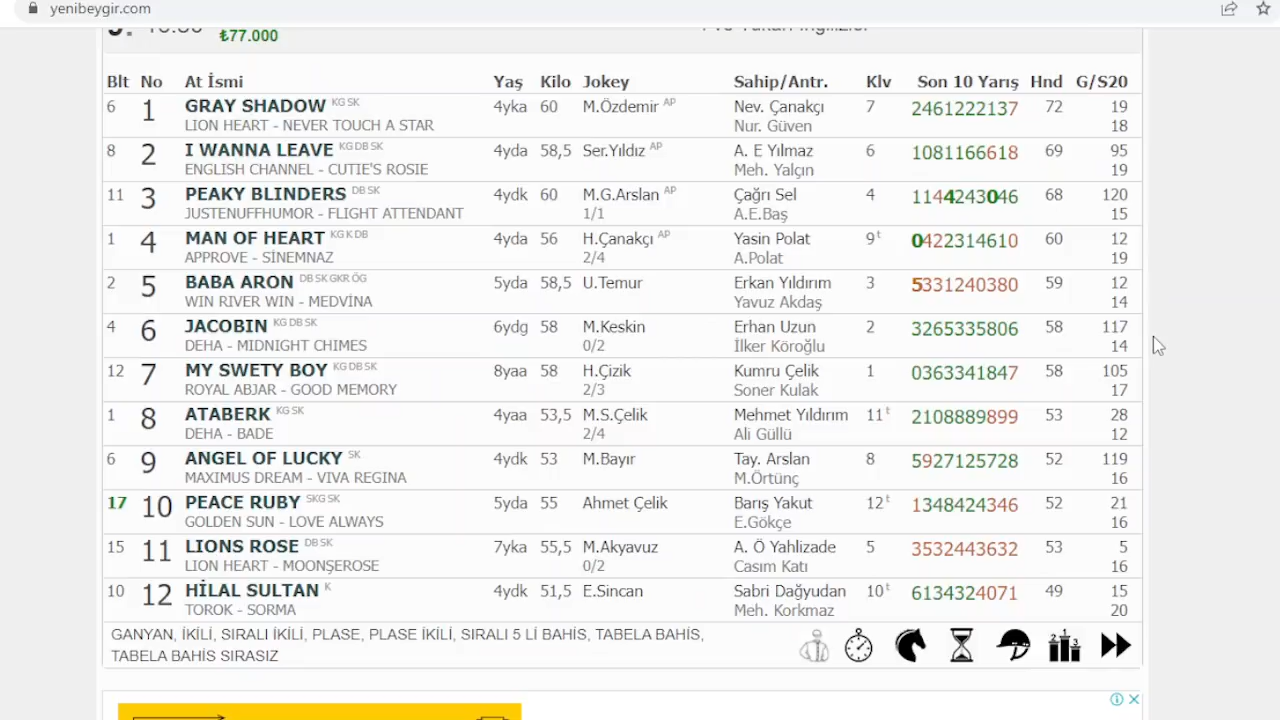 yenibeygir.com
₺77.000
Blt No At İsmi Yaş Kilo Jokey Sahip/Antr. Klv Son 10 Yarış Hnd G/S20
6 1 GRAY SHADOW KG SK 4yka 60 M.Özdemir AP Nev. Çanakçı 7 2461222137 72 19
LION HEART - NEVER TOUCH A STAR Nur. Güven 18
8 2 I WANNA LEAVE KG DB SK 4yda 58,5 Ser.Yıldız AP A. E Yılmaz 6 1081166618 69 95
ENGLISH CHANNEL - CUTIE'S ROSIE Meh. Yalçın 19
11 3 PEAKY BLINDERS DB SK 4ydk 60 M.G.Arslan AP Çağrı Sel 4 1144243046 68 120
JUSTENUFFHUMOR - FLIGHT ATTENDANT 1/1 A.E.Baş 15
1 4 MAN OF HEART KG K DB 4yda 56 H.Çanakçı AP Yasin Polat 9t 0422314610 60 12
APPROVE - SİNEMNAZ 2/4 A.Polat 19
2 5 BABA ARON DB SK GKR ÖG 5yda 58,5 U.Temur Erkan Yıldırım 3 5331240380 59 12
WIN RIVER WIN - MEDVİNA Yavuz Akdaş 14
4 6 JACOBIN KG DB SK 6ydg 58 M.Keskin Erhan Uzun 2 3265335806 58 117
DEHA - MIDNIGHT CHIMES 0/2 İlker Köroğlu 14
12 7 MY SWETY BOY KG DB SK 8yaa 58 H.Çizik Kumru Çelik 1 0363341847 58 105
ROYAL ABJAR - GOOD MEMORY 2/3 Soner Kulak 17
1 8 ATABERK KG SK 4yaa 53,5 M.S.Çelik Mehmet Yıldırım 11t 2108889899 53 28
DEHA - BADE 2/4 Ali Güllü 12
6 9 ANGEL OF LUCKY SK 4ydk 53 M.Bayır Tay. Arslan 8 5927125728 52 119
MAXIMUS DREAM - VIVA REGINA M.Örtünç 16
17 10 PEACE RUBY SKG SK 5yda 55 Ahmet Çelik Barış Yakut 12t 1348424346 52 21
GOLDEN SUN - LOVE ALWAYS E.Gökçe 16
15 11 LIONS ROSE DB SK 7yka 55,5 M.Akyavuz A. Ö Yahlizade 5 3532443632 53 5
LION HEART - MOONŞEROSE 0/2 Casım Katı 16
10 12 HİLAL SULTAN K 4ydk 51,5 E.Sincan Sabri Dağyudan 10t 6134324071 49 15
TOROK - SORMA Meh. Korkmaz 20
GANYAN, İKİLİ, SIRALI İKİLİ, PLASE, PLASE İKİLİ, SIRALI 5 Lİ BAHİS, TABELA BAHİS,
TABELA BAHİS SIRASIZ